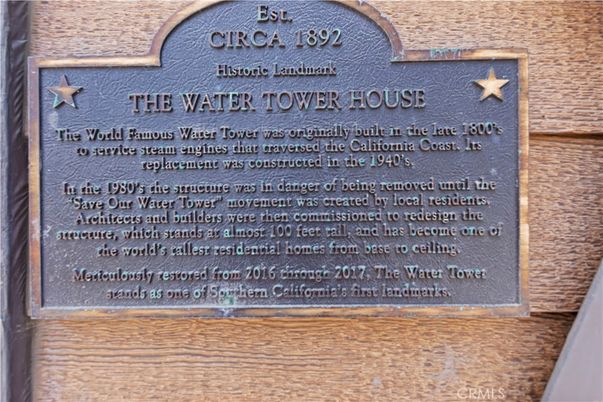 Est.
CIRCA 1892
Historic Landmark
THE WATER TOWER HOUSE
The World Famous Water Tower was originally built in the late 1800's
to service steam engines that traversed the California Coast. Its
replacement was constructed in the 1940's.
In the 1980's the structure was in danger of being removed until the
"Save Our Water Tower" movement was created by local residents.
Architects and builders were then commissioned to redesign the
structure, which stands at almost 100 feet tall, and has become one of
the world's tallest residential homes from base to ceiling.
Meticulously restored from 2016 through 2017, The Water Tower
stands as one of Southern California's first landmarks.
CRMLS